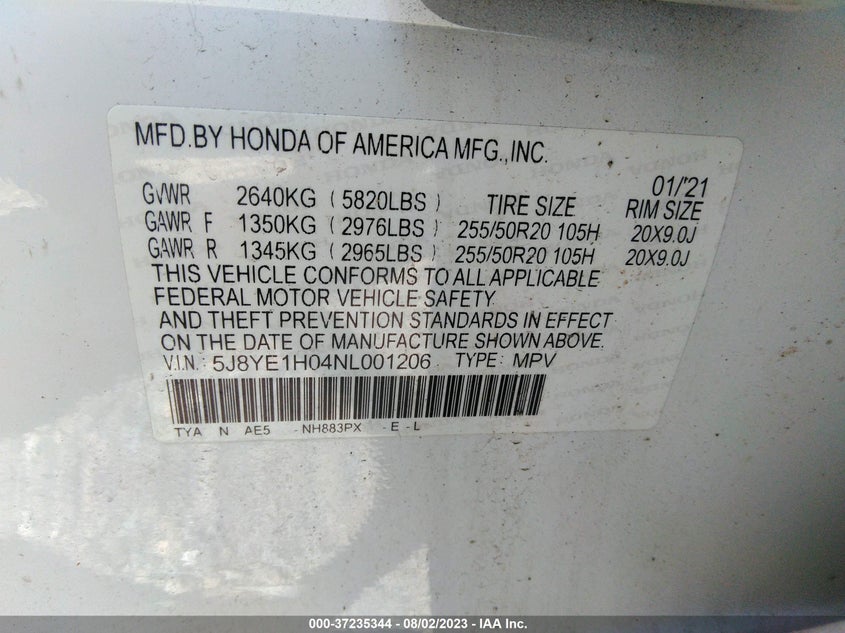 MFD.BY HONDA OF AMERICA MFG.,INC.
01/'21
GVWR 2640KG (5820LBS) TIRE SIZE RIM SIZE
GAWR F 1350KG (2976LBS) 255/50R20 105H 20X9.0J
GAWR R 1345KG (2965LBS) 255/50R20 105H 20X9.0J
THIS VEHICLE CONFORMS TO ALL APPLICABLE
FEDERAL MOTOR VEHICLE SAFETY
AND THEFT PREVENTION STANDARDS IN EFFECT
ON THE DATE OF MANUFACTURE SHOWN ABOVE.
V.I.N.: 5J8YE1H04NL001206 TYPE: MPV
TYA N AE5 -NH883PX -E-L
000-37235344 | 08/02/2023 - IAA Inc.